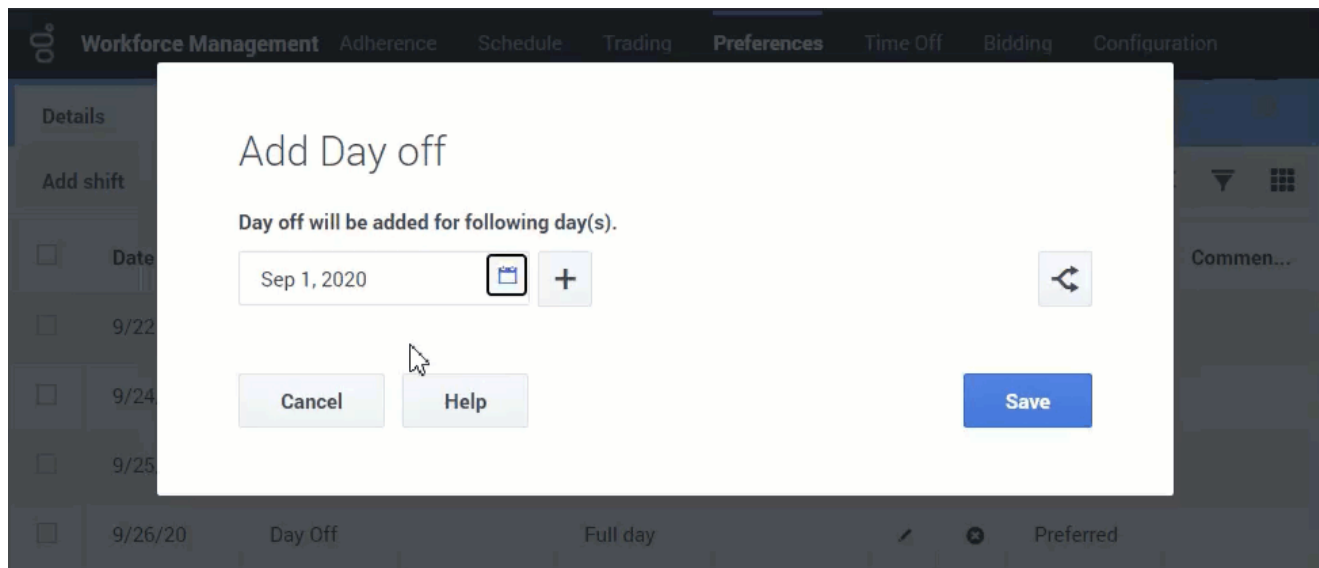 Workforce Management Adherence Schedule Trading Preferences Time Off Bidding Configuration
Details
Add Day off
Add shift
Day off will be added for following day(s).
Date Commen...
Sep 1, 2020
9/22
9/24
Cancel Help Save
9/25
9/26/20 Day Off Full day Preferred